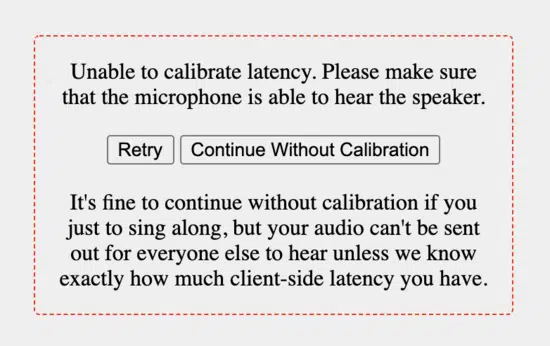 Unable to calibrate latency. Please make sure
that the microphone is able to hear the speaker.
Retry Continue Without Calibration
It's fine to continue without calibration if you
just to sing along, but your audio can't be sent
out for everyone else to hear unless we know
exactly how much client-side latency you have.